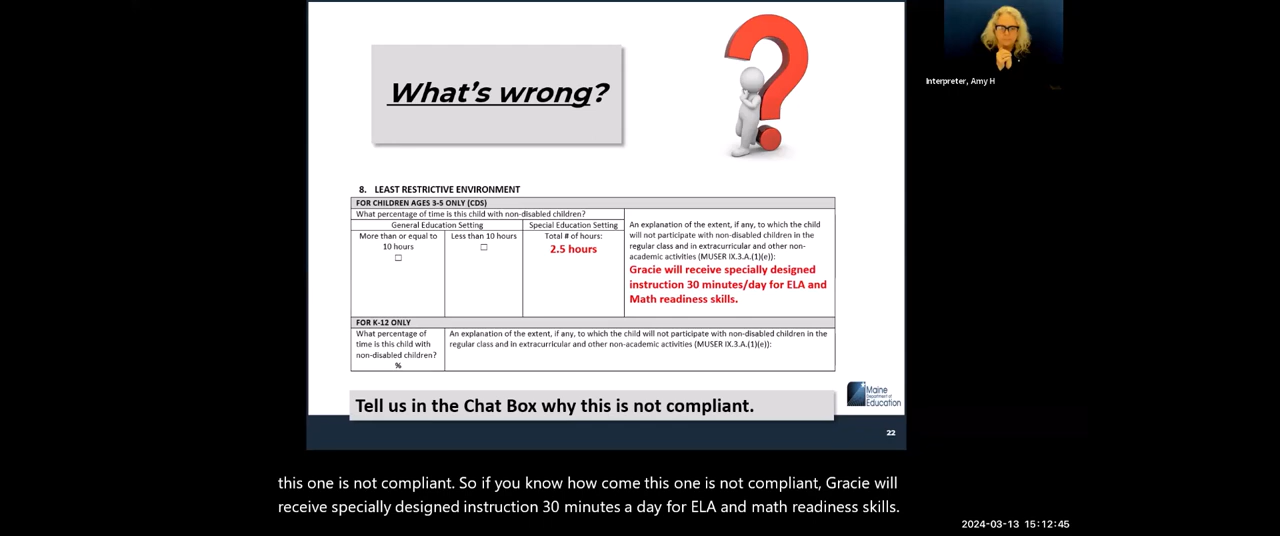 What's wrong?
Interpreter, Amy H
8. LEAST RESTRICTIVE ENVIRONMENT
FOR CHILDREN AGES 3-5 ONLY (CDS)
What percentage of time is this child with non-disabled children?
General Education Setting
Special Education Setting
More than or equal to
10 hours
☐
Less than 10 hours
☐
Total # of hours:
2.5 hours
An explanation of the extent, if any, to which the child
will not participate with non-disabled children in the
regular class and in extracurricular and other non-
academic activities (MUSER IX.3.A.(1)(e)):
Gracie will receive specially designed
instruction 30 minutes/day for ELA and
Math readiness skills.
FOR K-12 ONLY
What percentage of
time is this child with
non-disabled children?
%
An explanation of the extent, if any, to which the child will not participate with non-disabled children in the
regular class and in extracurricular and other non-academic activities (MUSER IX.3.A.(1)(e)):
Tell us in the Chat Box why this is not compliant.
Maine
Department of
Education
22
this one is not compliant. So if you know how come this one is not compliant, Gracie will
receive specially designed instruction 30 minutes a day for ELA and math readiness skills.
2024-03-13 15:12:45